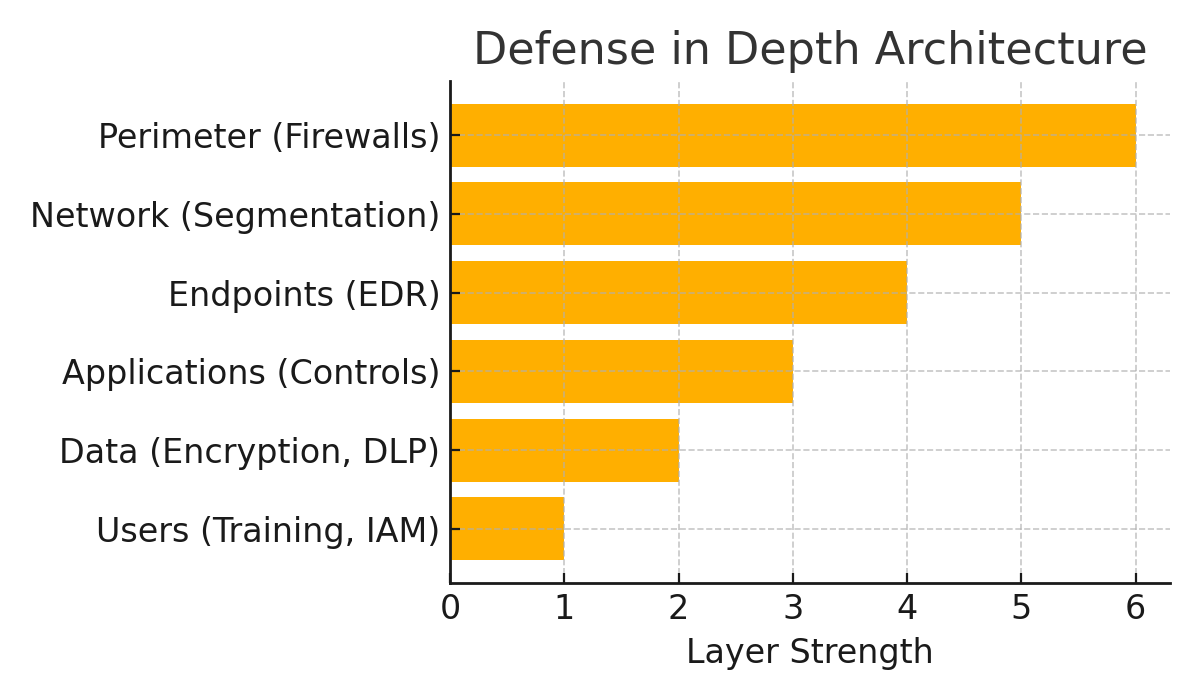 Defense in Depth Architecture
Perimeter (Firewalls)
Network (Segmentation)
Endpoints (EDR)
Applications (Controls)
Data (Encryption, DLP)
Users (Training, IAM)
0 1 2 3 4 5 6
Layer Strength